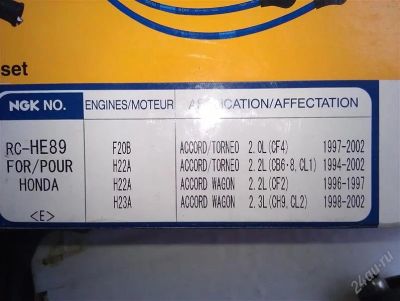 set
NGK NO. ENGINES/MOTEUR APPLICATION/AFFECTATION
RC-HE89 F20B ACCORD/TORNEO 2.0L(CF4) 1997-2002
FOR/POUR H22A ACCORD/TORNEO 2.2L(CB6·8, CL1) 1994-2002
HONDA H22A ACCORD WAGON 2.2L(CF2) 1996-1997
<E> H23A ACCORD WAGON 2.3L(CH9, CL2) 1998-2002
24au.ru